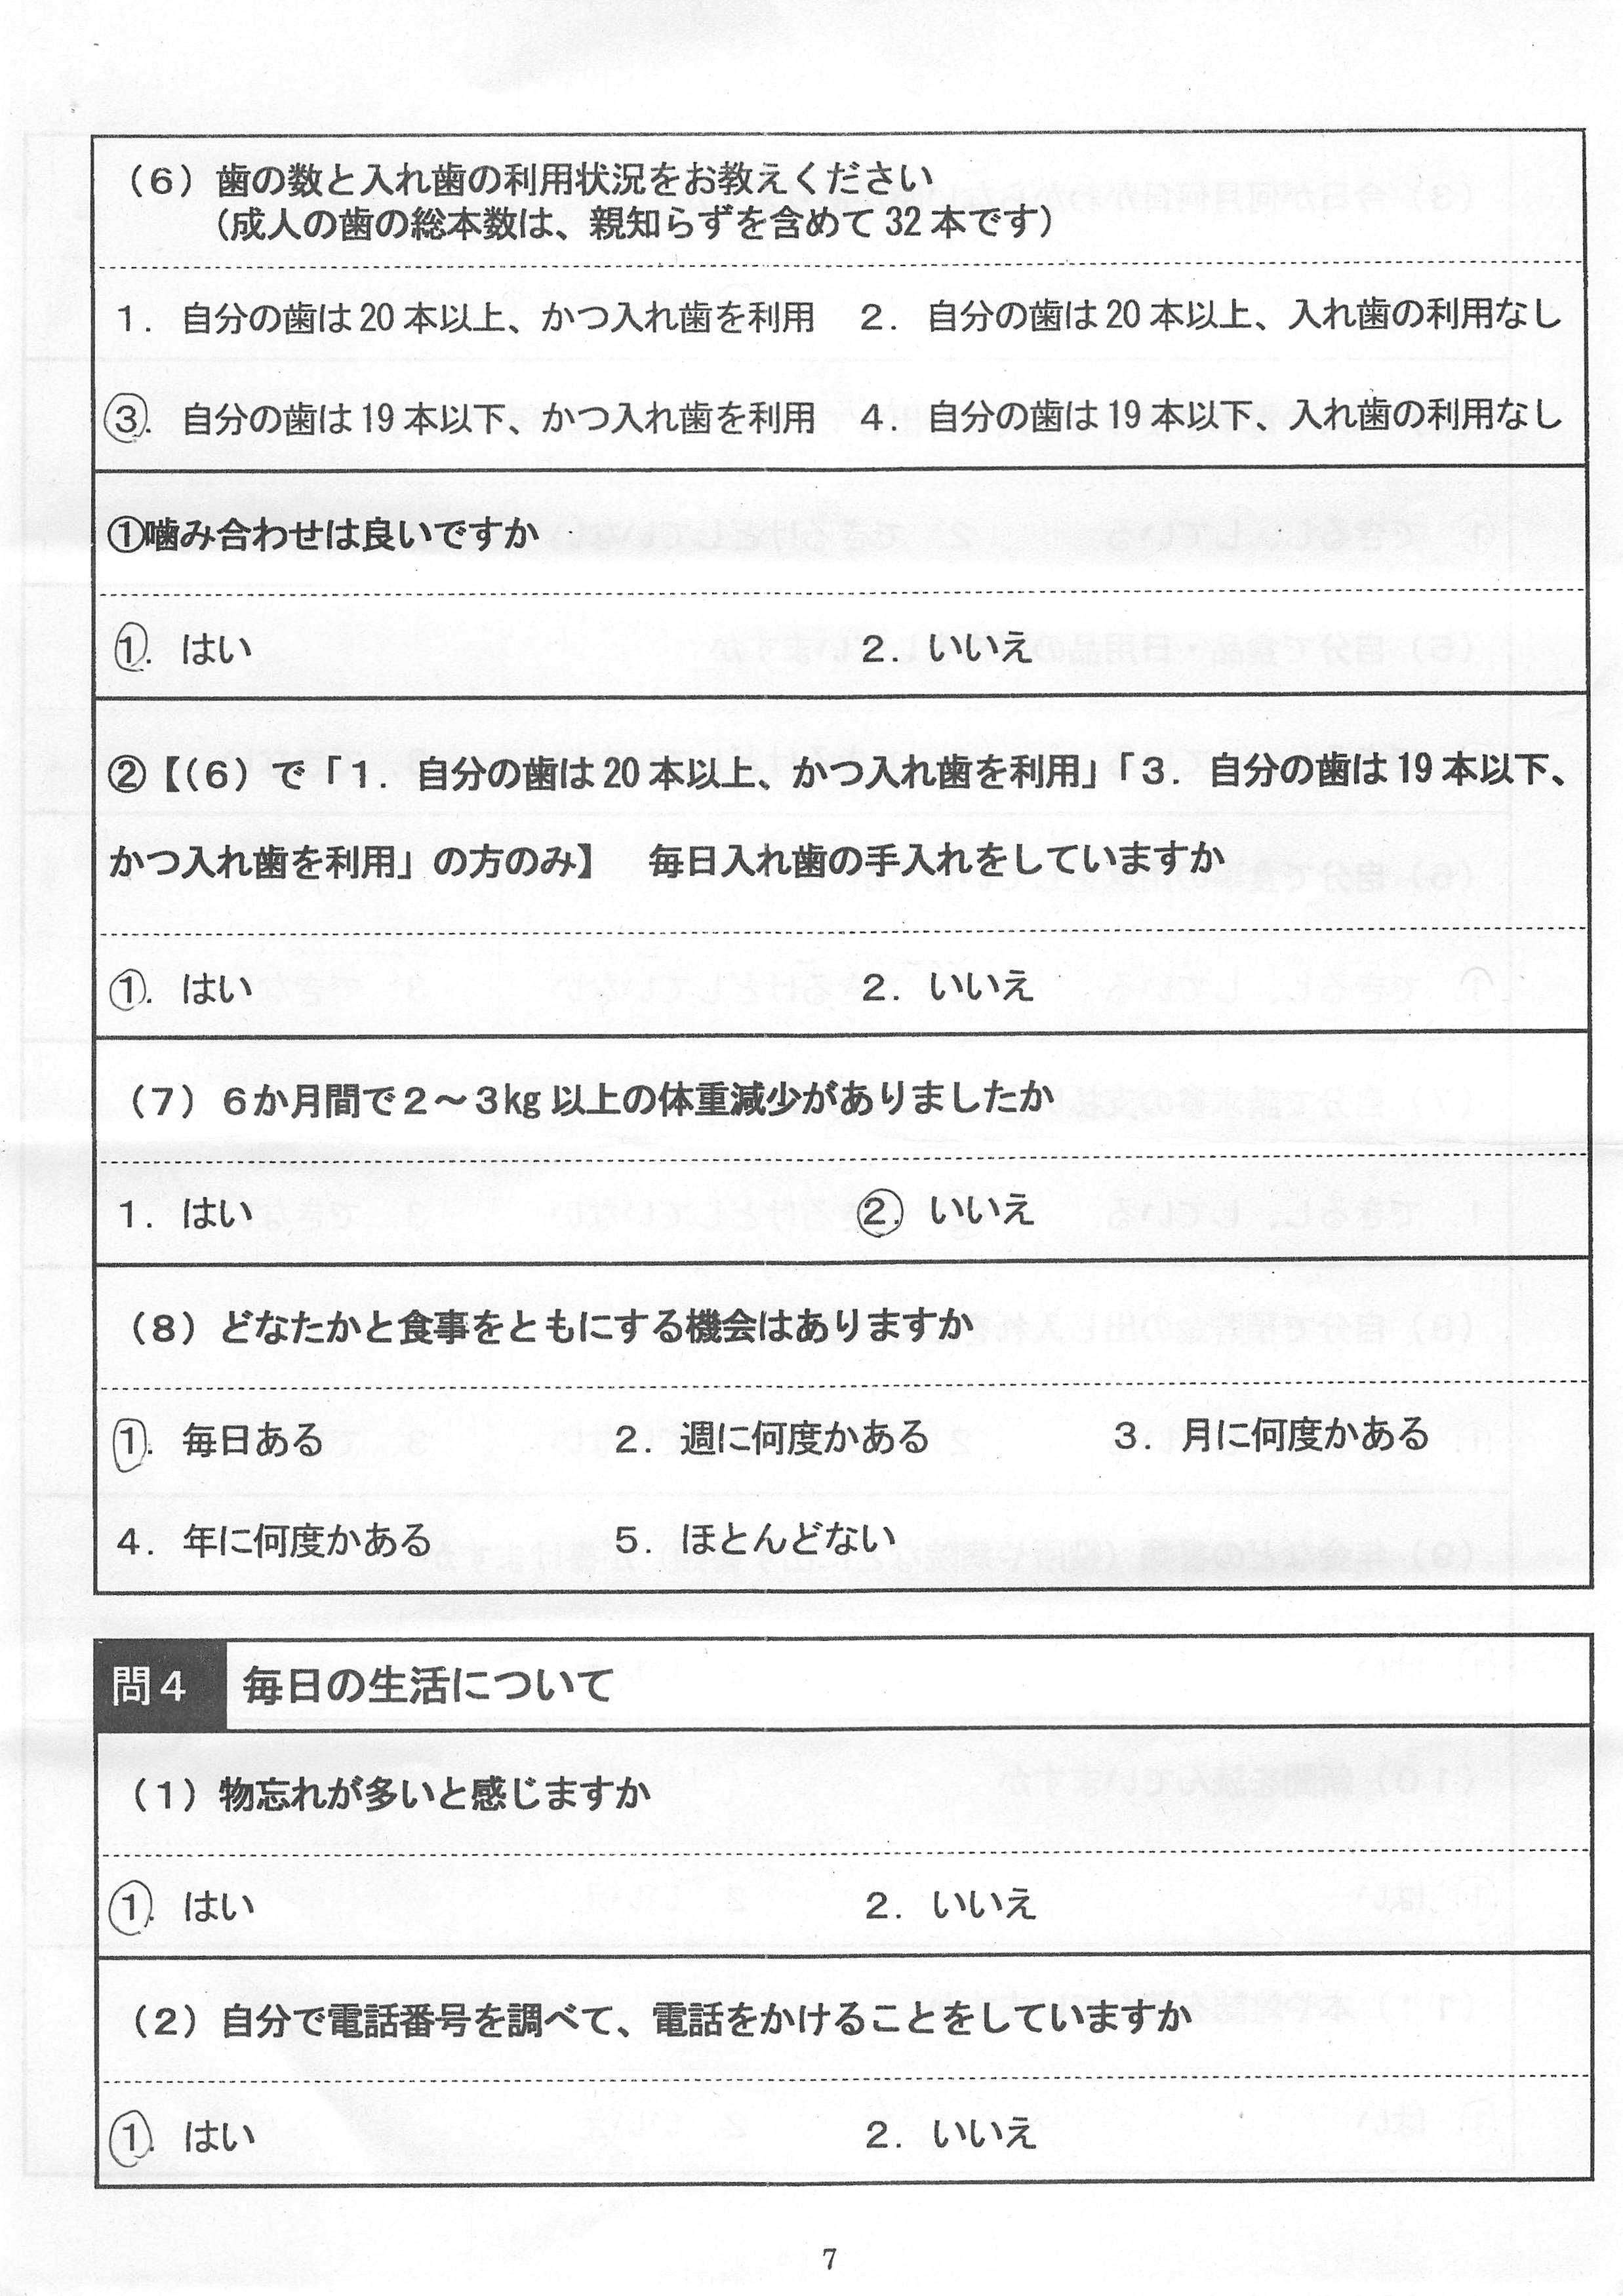 （６）歯の数と入れ歯の利用状況をお教えください
（成人の歯の総本数は、親知らずを含めて32本です）
１．自分の歯は20本以上、かつ入れ歯を利用　２．自分の歯は20本以上、入れ歯の利用なし
③．自分の歯は19本以下、かつ入れ歯を利用　４．自分の歯は19本以下、入れ歯の利用なし
①噛み合わせは良いですか
①．はい　２．いいえ
②【（６）で「１．自分の歯は20本以上、かつ入れ歯を利用」「３．自分の歯は19本以下、
かつ入れ歯を利用」の方のみ】　毎日入れ歯の手入れをしていますか
①．はい　２．いいえ
（７）６か月間で２～３㎏以上の体重減少がありましたか
１．はい　②．いいえ
（８）どなたかと食事をともにする機会はありますか
①．毎日ある　２．週に何度かある　３．月に何度かある
４．年に何度かある　５．ほとんどない
問４　毎日の生活について
（１）物忘れが多いと感じますか
①．はい　２．いいえ
（２）自分で電話番号を調べて、電話をかけることをしていますか
①．はい　２．いいえ
7